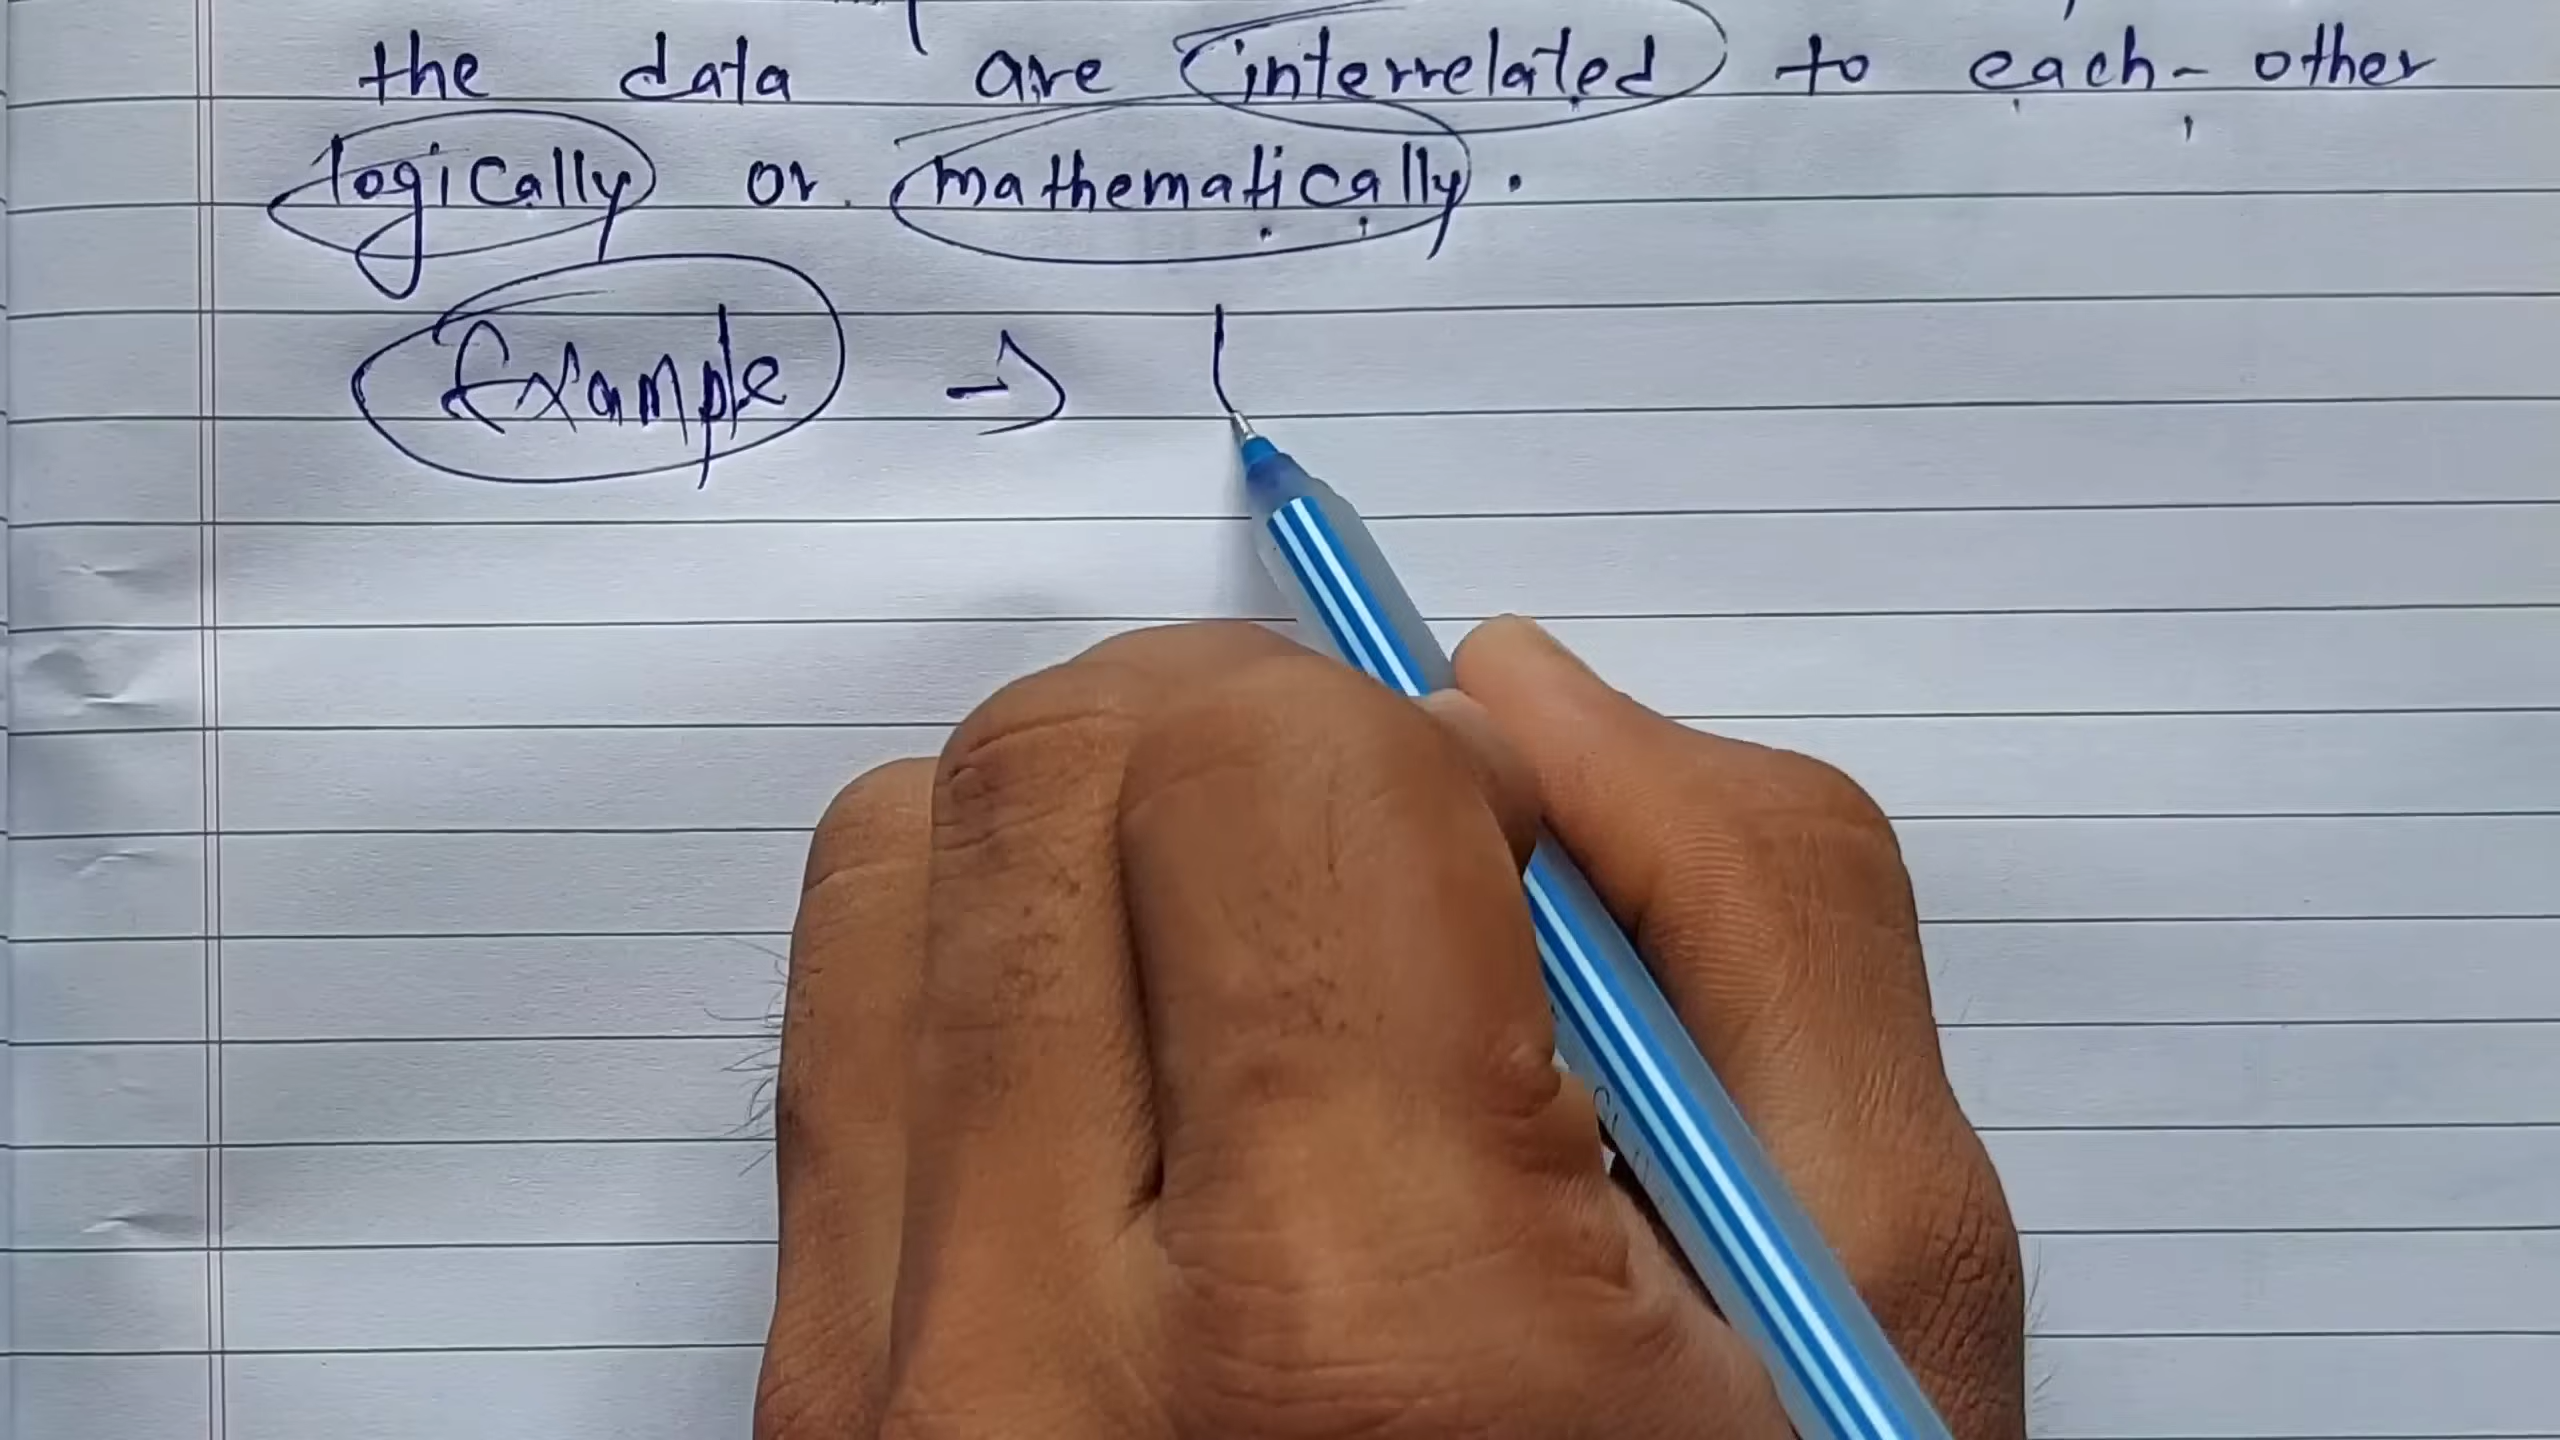 the data are interrelated to each-other
logically or mathematically.
Example →